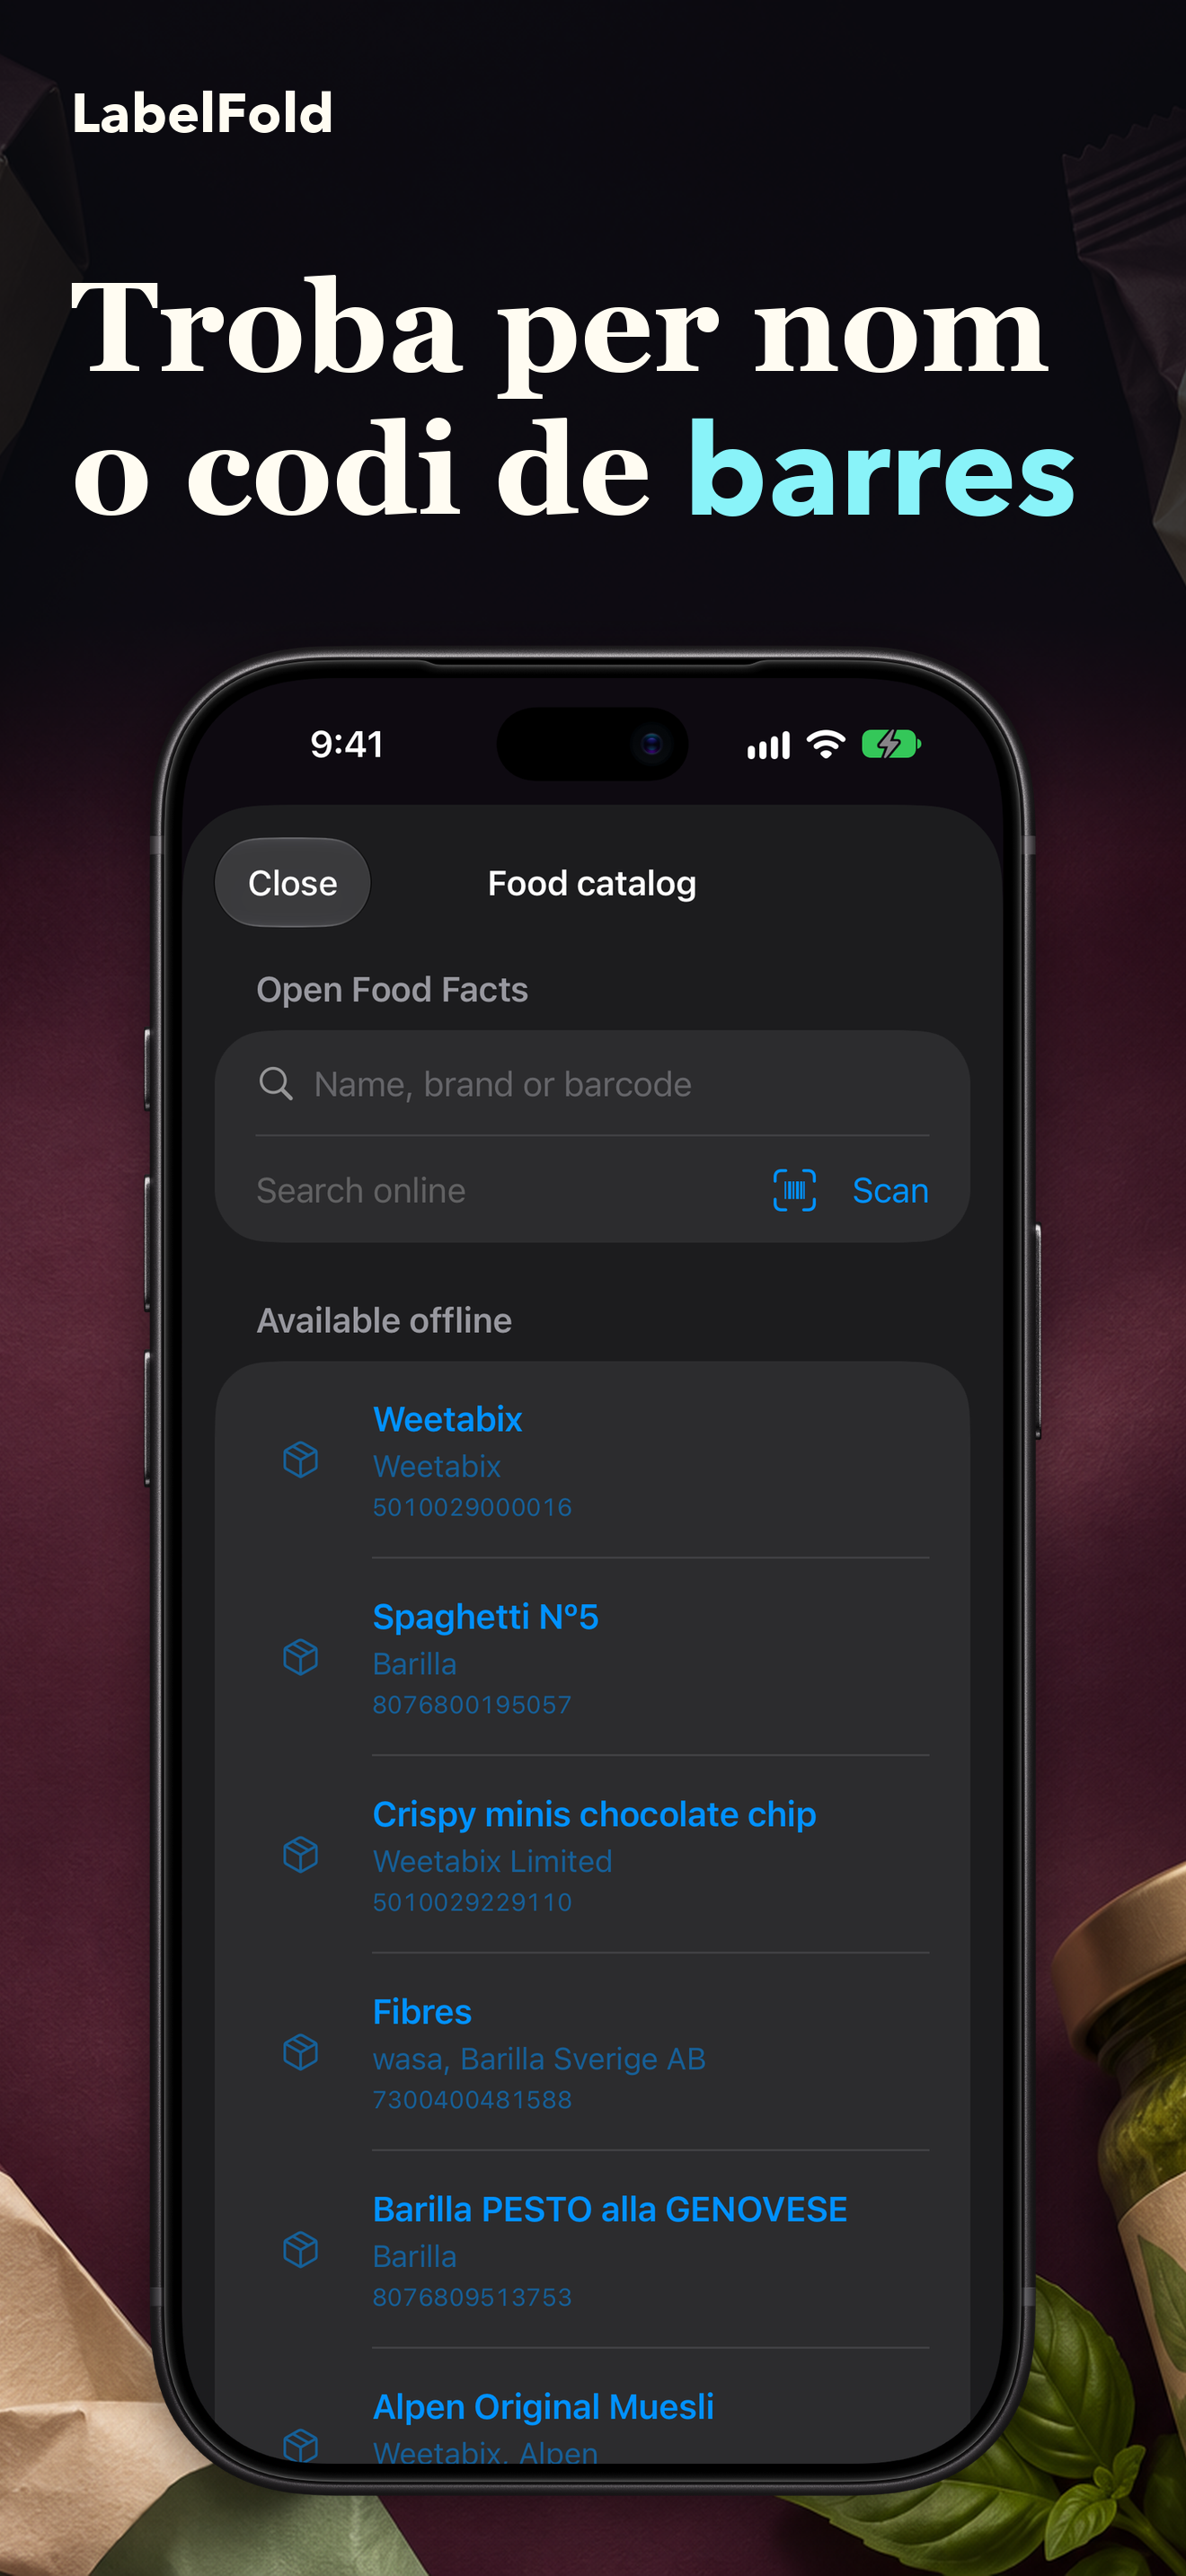 LabelFold
Troba per nom
o codi de barres
9:41
Close
Food catalog
Open Food Facts
Name, brand or barcode
Search online
Scan
Available offline
Weetabix
Weetabix
5010029000016
Spaghetti Nº5
Barilla
8076800195057
Crispy minis chocolate chip
Weetabix Limited
5010029229110
Fibres
wasa, Barilla Sverige AB
7300400481588
Barilla PESTO alla GENOVESE
Barilla
8076809513753
Alpen Original Muesli
Weetabix, Alpen